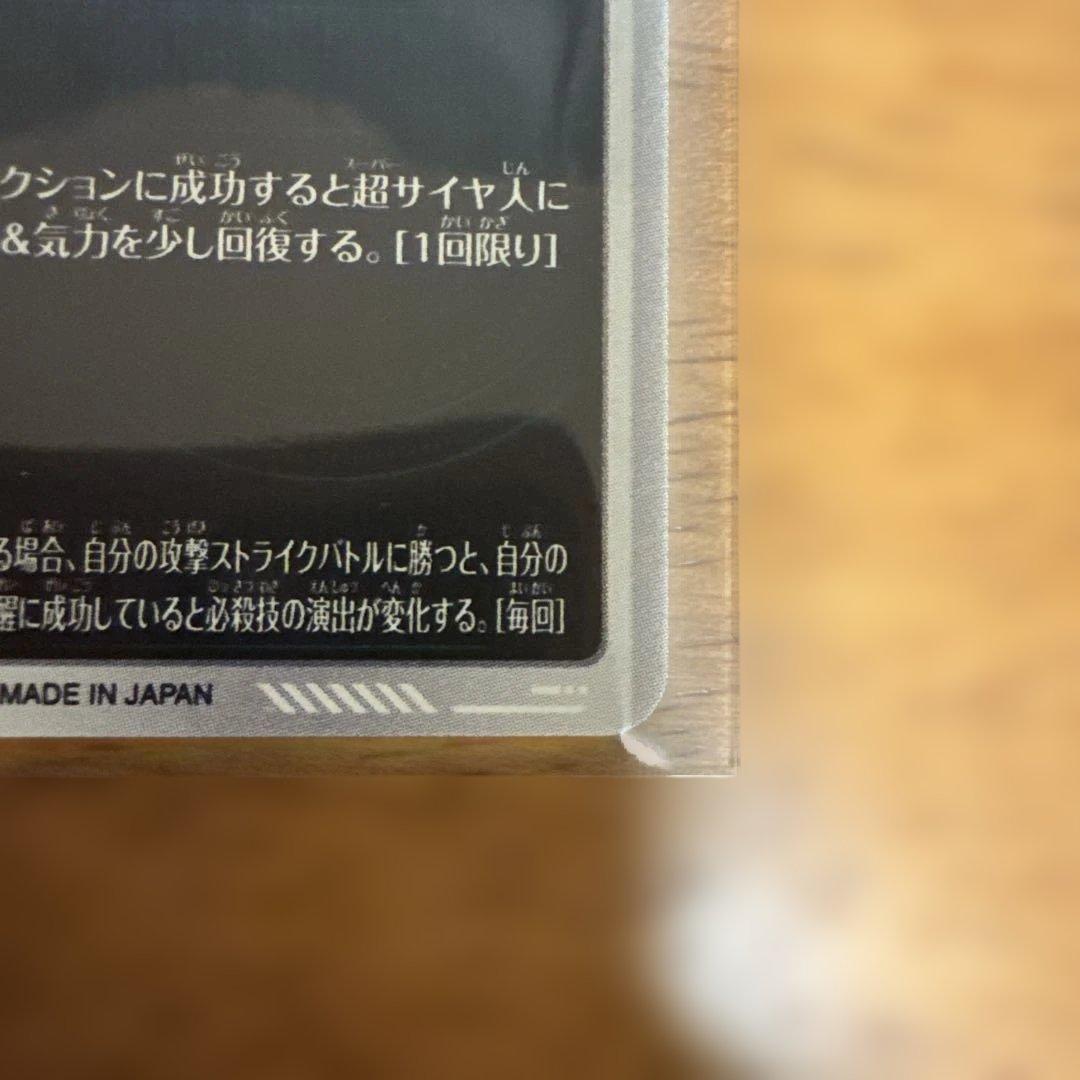 クションに成功すると超サイヤ人に
&気力を少し回復する。[1回限り]
る場合、自分の攻撃ストライクバトルに勝つと、自分の
醒に成功していると必殺技の演出が変化する。[毎回]
MADE IN JAPAN